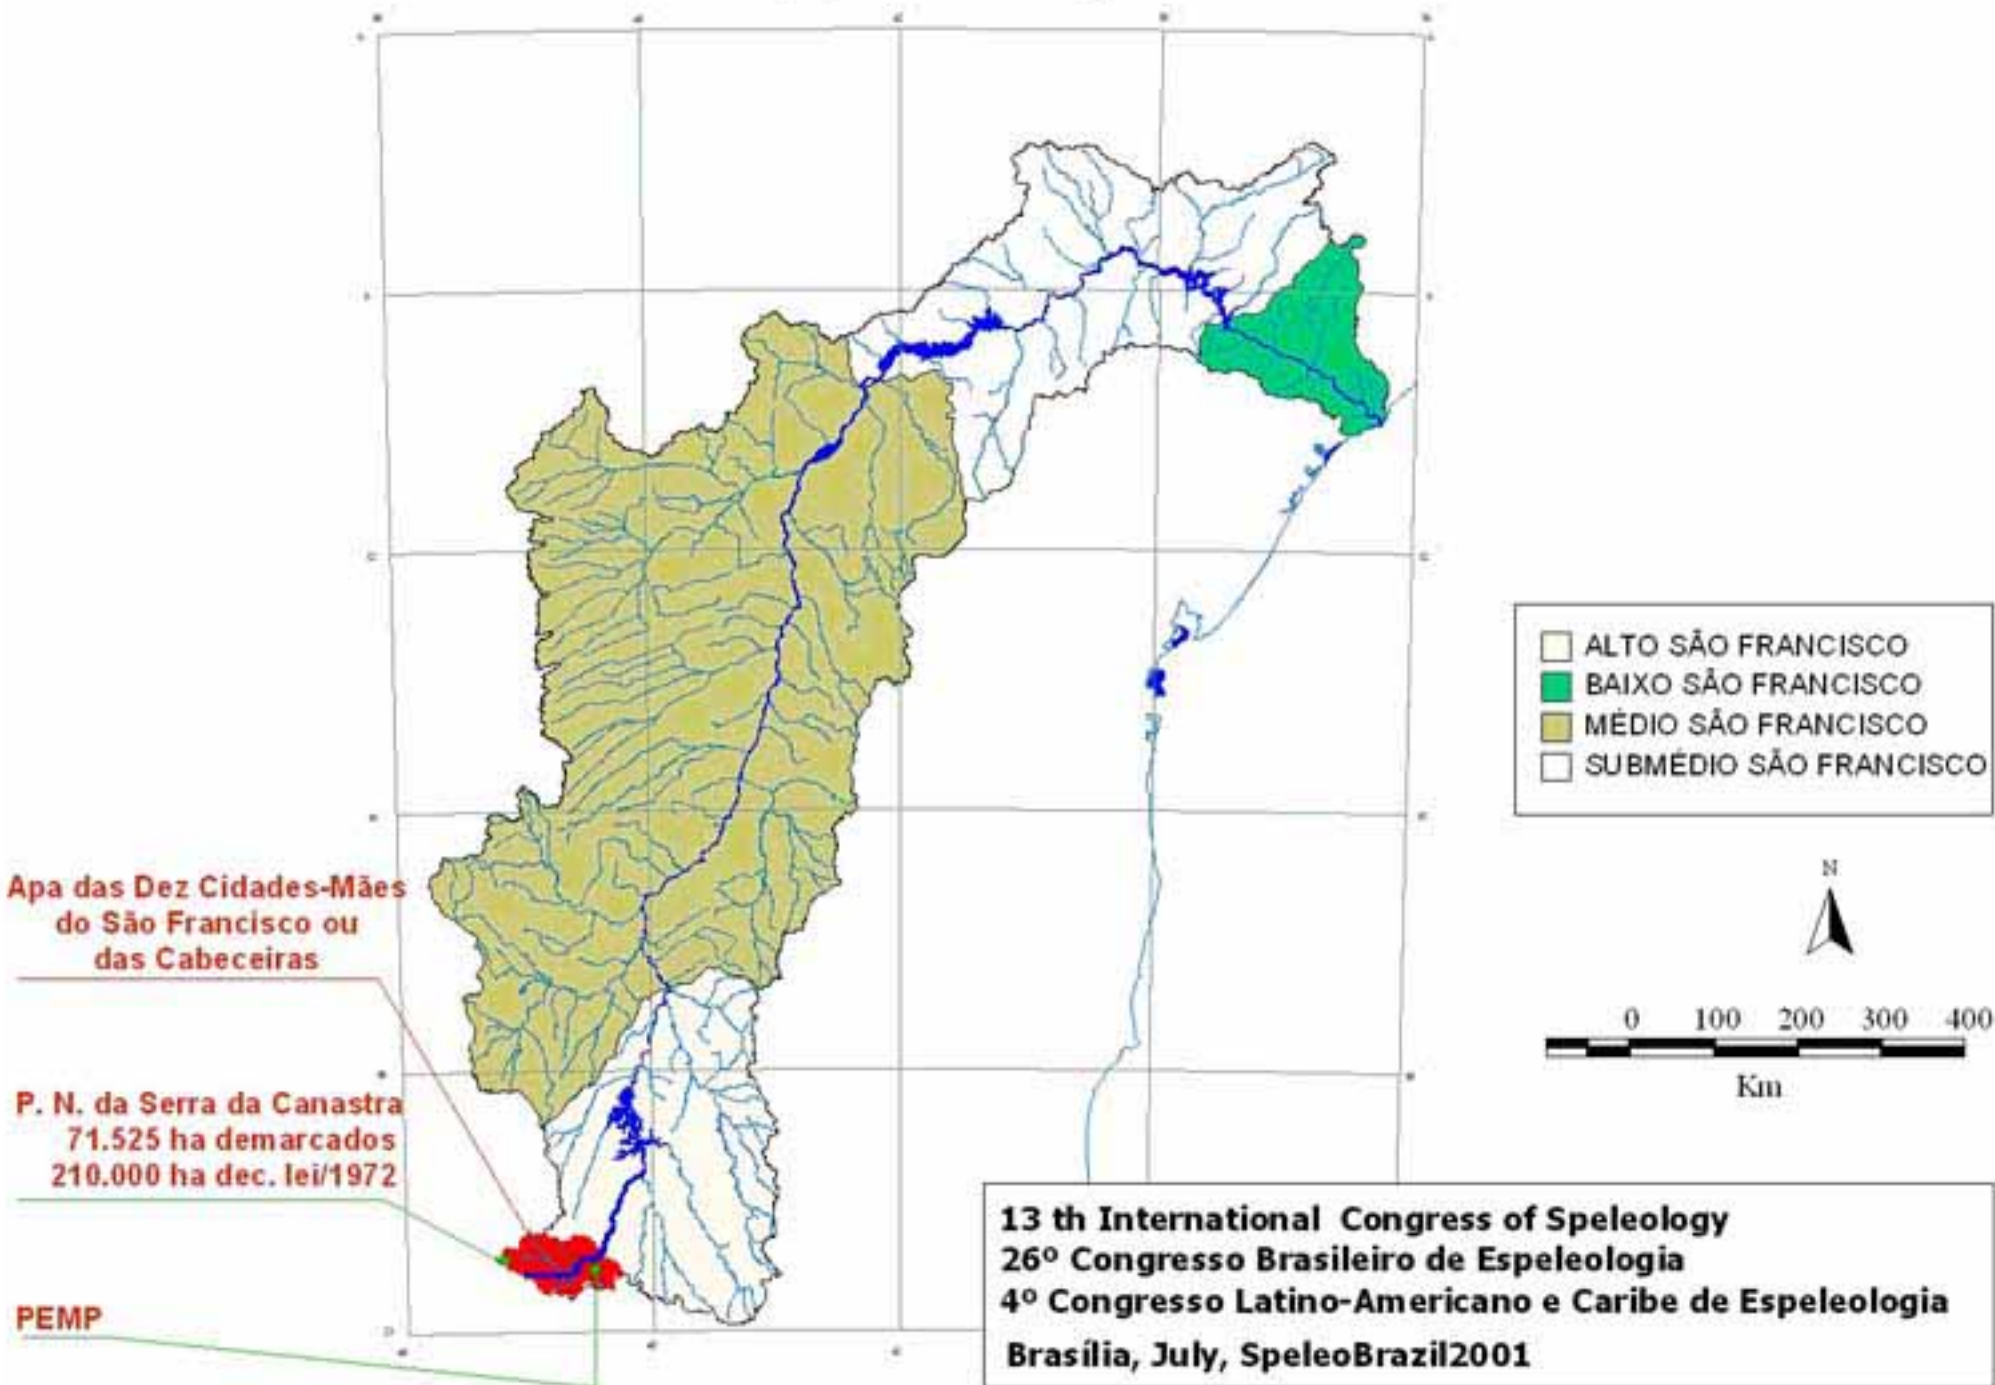 ALTO SÃO FRANCISCO
BAIXO SÃO FRANCISCO
MÉDIO SÃO FRANCISCO
SUBMÉDIO SÃO FRANCISCO
Apa das Dez Cidades-Mães
do São Francisco ou
das Cabeceiras
N
0 100 200 300 400
Km
P. N. da Serra da Canastra
71.525 ha demarcados
210.000 ha dec. lei/1972
PEMP
13 th International Congress of Speleology
26º Congresso Brasileiro de Espeleologia
4º Congresso Latino-Americano e Caribe de Espeleologia
Brasília, July, SpeleoBrazil2001